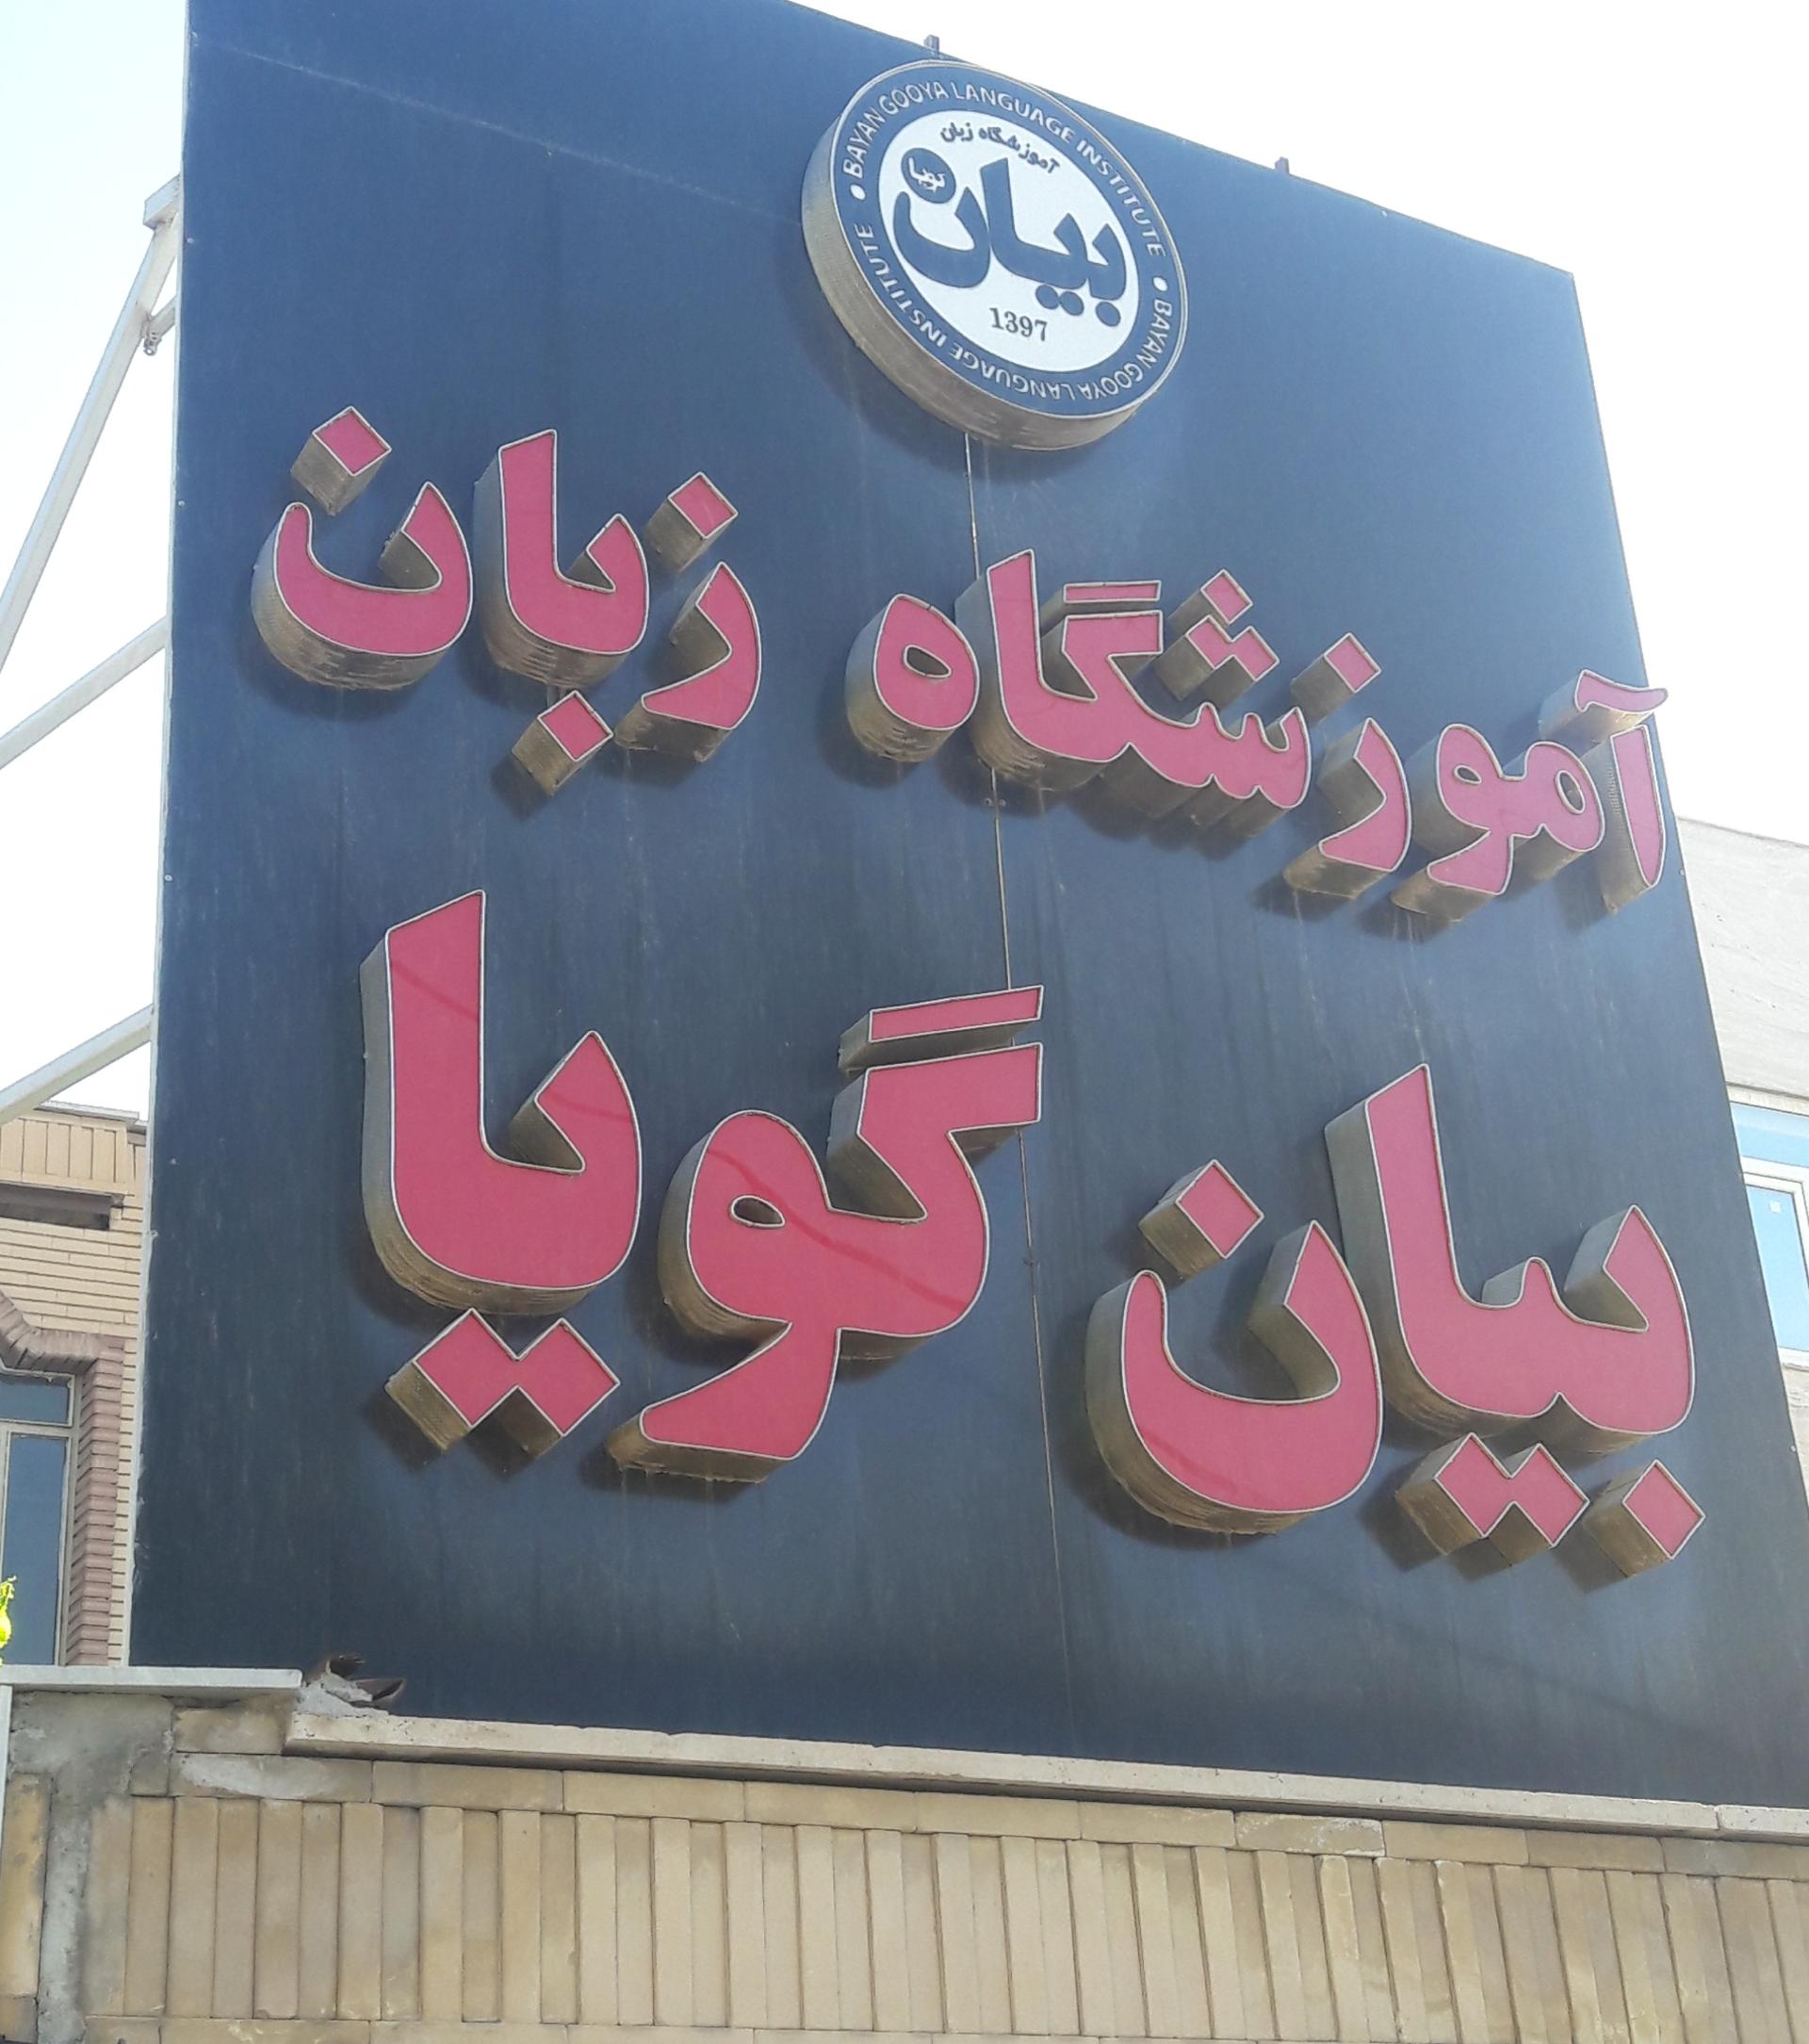 BAYAN GOOYA LANGUAGE INSTITUTE • BAYAN GOOYA LANGUAGE INSTITUTE •
آموزشگاه زبان
گویا
بیان
1397
آموزشگاه زبان
بیان گویا